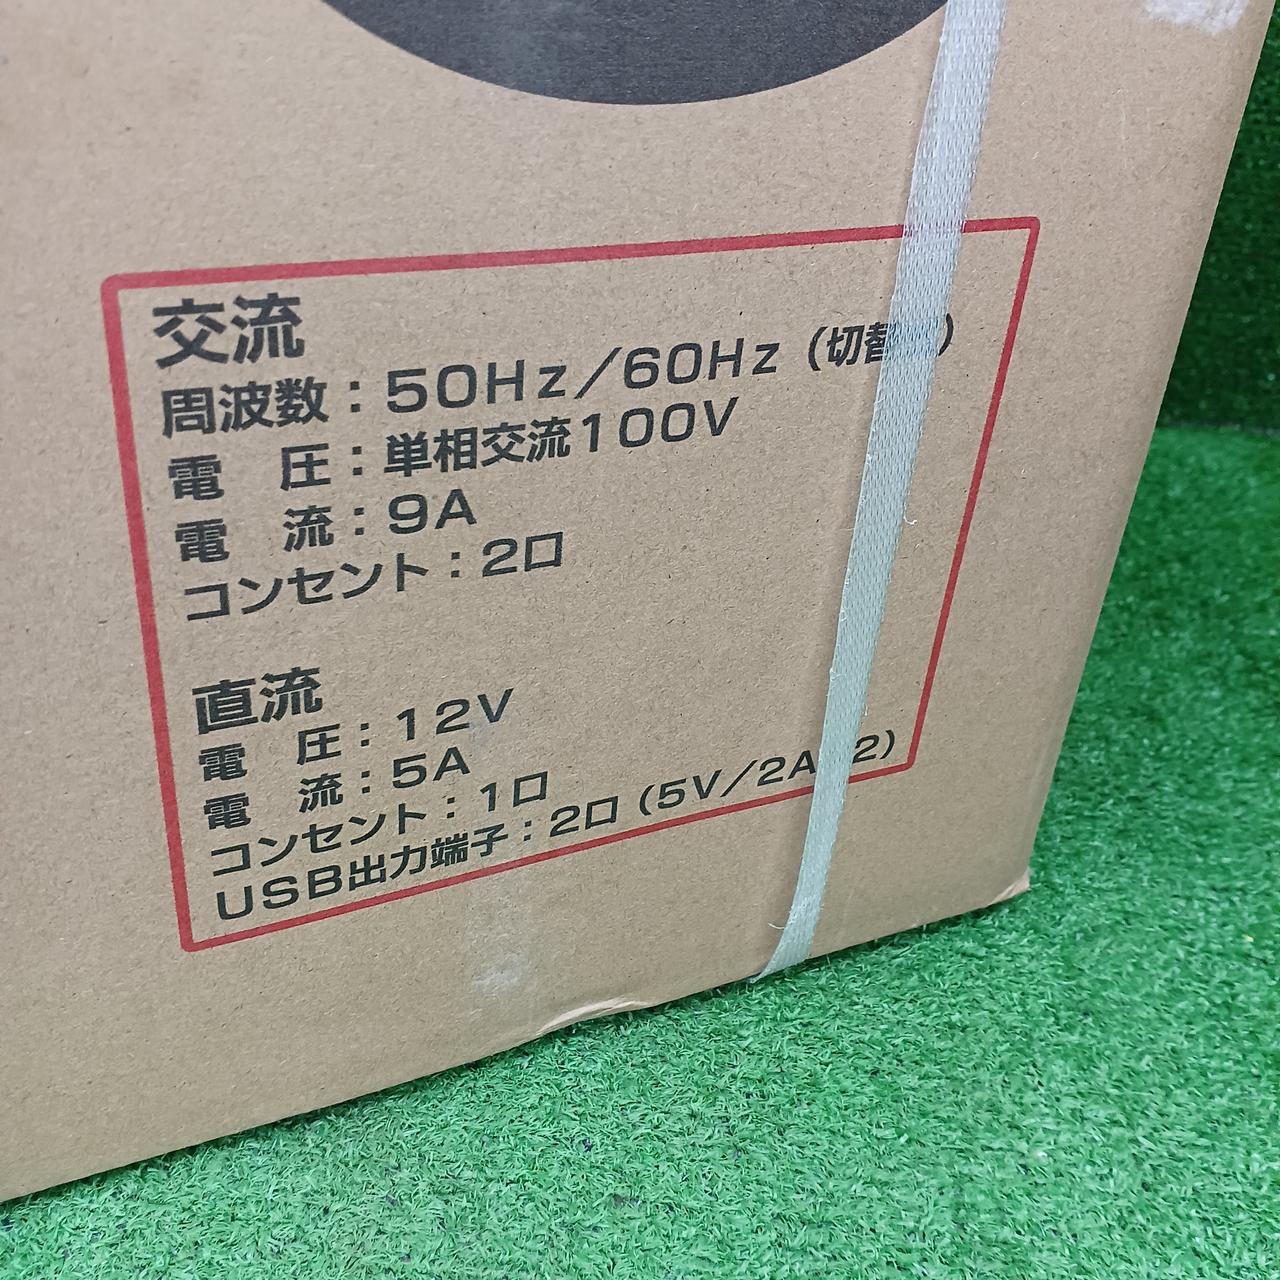 交流
周波数：50Hz／60Hz（切替）
電　圧：単相交流100V
電　流：9A
コンセント：2口
直流
電　圧：12V
電　流：5A
コンセント：1口
USB出力端子：2口（5V／2A 2）